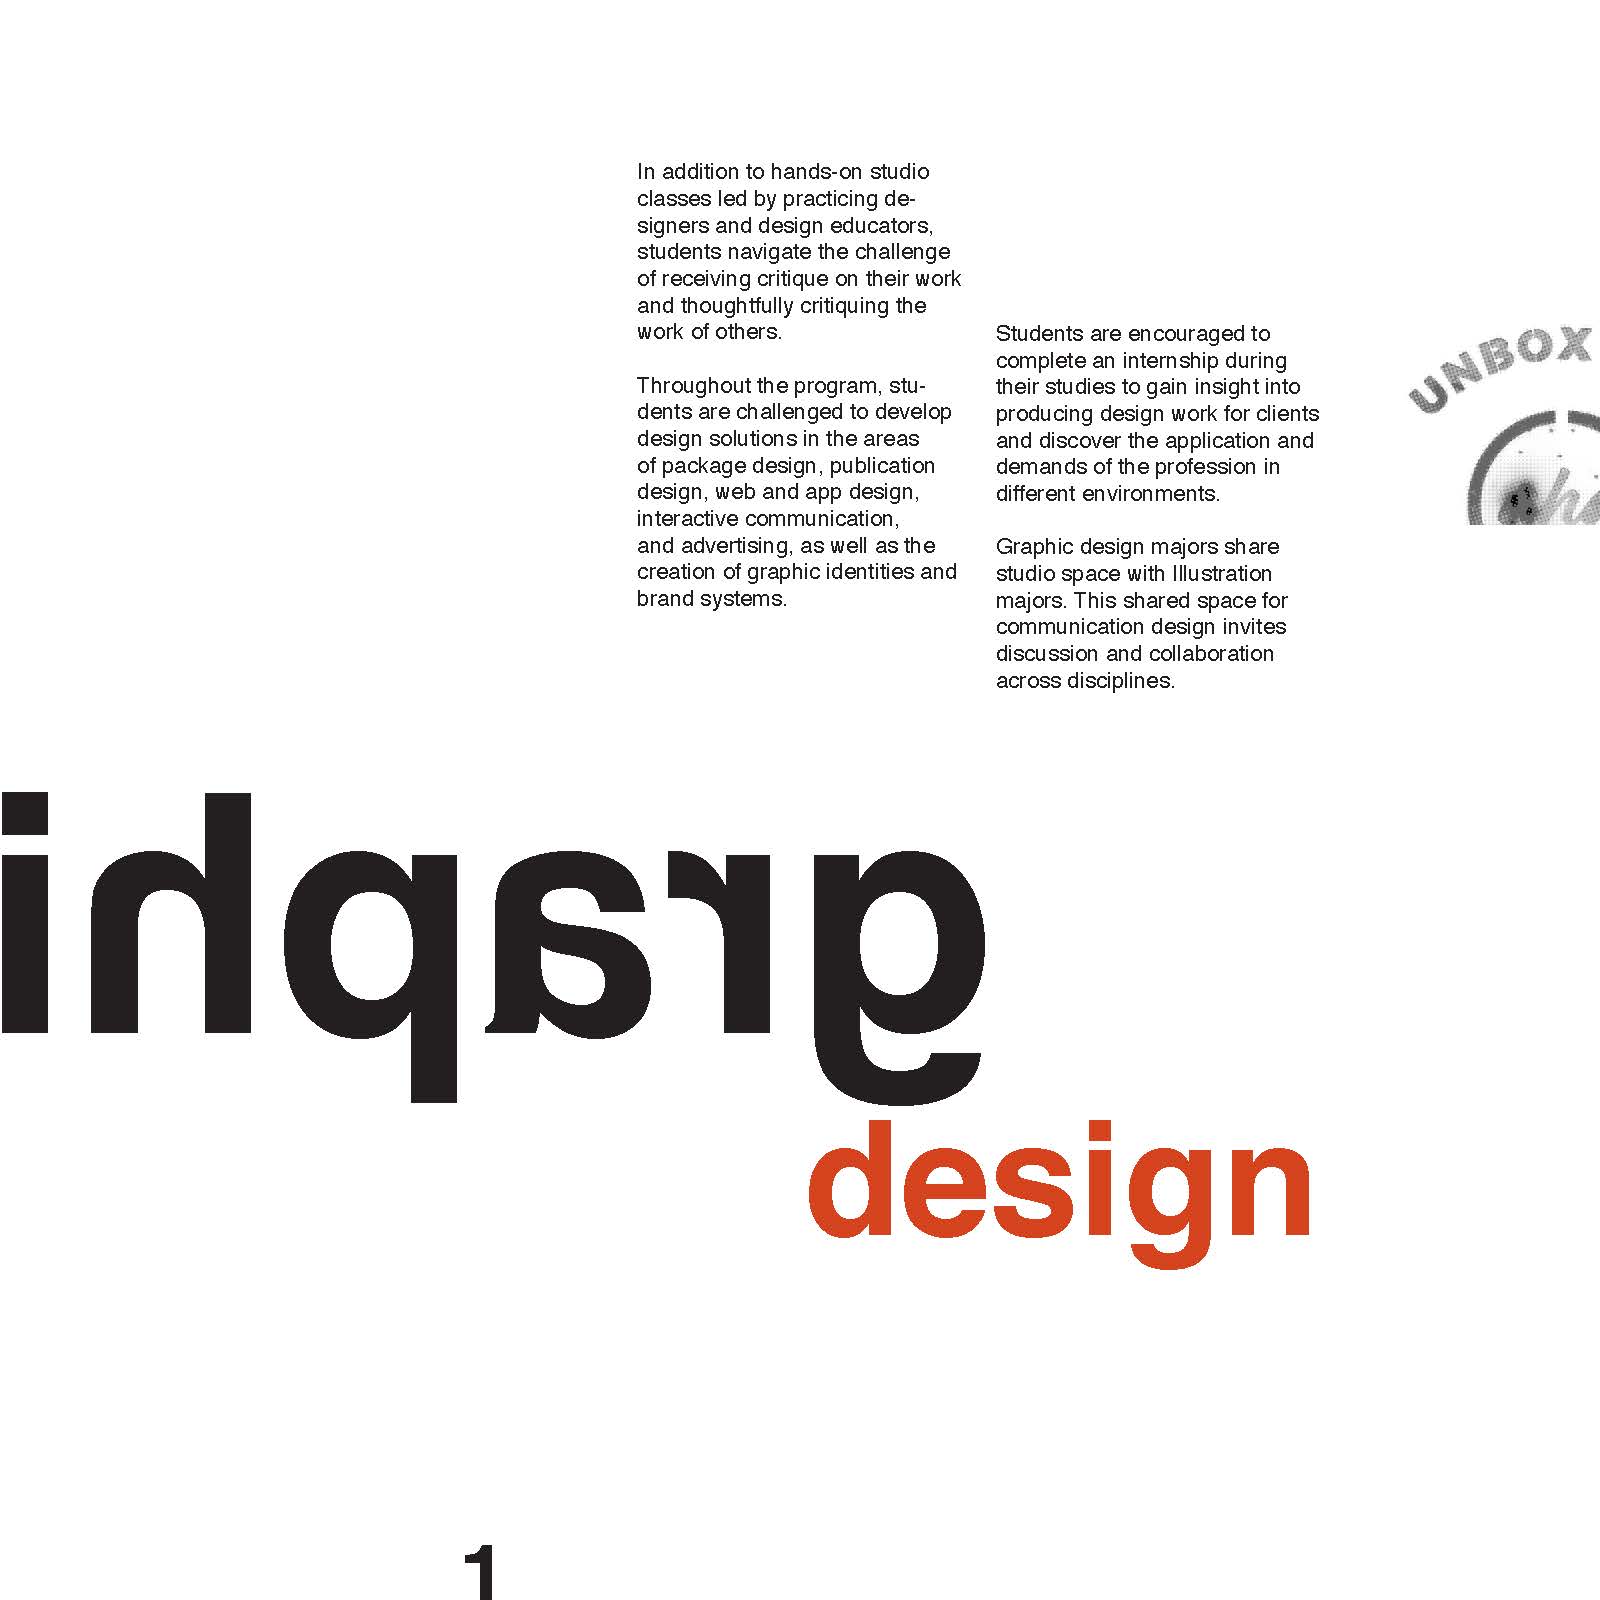 In addition to hands-on studio
classes led by practicing de-
signers and design educators,
students navigate the challenge
of receiving critique on their work
and thoughtfully critiquing the
work of others.
Throughout the program, stu-
dents are challenged to develop
design solutions in the areas
of package design, publication
design, web and app design,
interactive communication,
and advertising, as well as the
creation of graphic identities and
brand systems.
Students are encouraged to
complete an internship during
their studies to gain insight into
producing design work for clients
and discover the application and
demands of the profession in
different environments.
Graphic design majors share
studio space with Illustration
majors. This shared space for
communication design invites
discussion and collaboration
across disciplines.
UNBOX
graphi
design
1